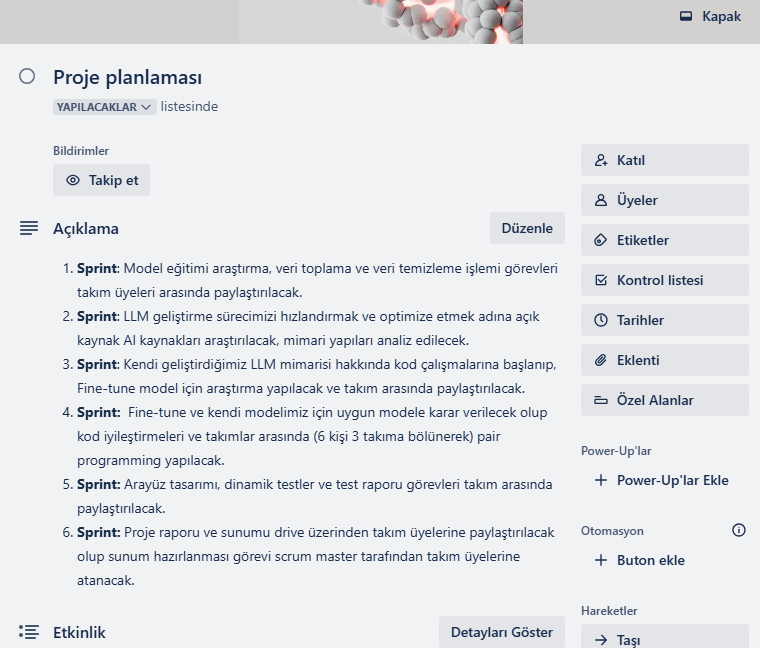 Kapak
Proje planlaması
YAPILACAKLAR listesinde
Bildirimler
Takip et
Açıklama
Düzenle
1. Sprint: Model eğitimi araştırma, veri toplama ve veri temizleme işlemi görevleri
takım üyeleri arasında paylaştırılacak.
2. Sprint: LLM geliştirme sürecimizi hızlandırmak ve optimize etmek adına açık
kaynak AI kaynakları araştırılacak, mimari yapıları analiz edilecek.
3. Sprint: Kendi geliştirdiğimiz LLM mimarisi hakkında kod çalışmalarına başlanıp,
Fine-tune model için araştırma yapılacak ve takım arasında paylaştırılacak.
4. Sprint: Fine-tune ve kendi modelimiz için uygun modele karar verilecek olup
kod iyileştirmeleri ve takımlar arasında (6 kişi 3 takıma bölünerek) pair
programming yapılacak.
5. Sprint: Arayüz tasarımı, dinamik testler ve test raporu görevleri takım arasında
paylaştırılacak.
6. Sprint: Proje raporu ve sunumu drive üzerinden takım üyelerine paylaştırılacak
olup sunum hazırlanması görevi scrum master tarafından takım üyelerine
atanacak.
Etkinlik
Detayları Göster
Katıl
Üyeler
Etiketler
Kontrol listesi
Tarihler
Eklenti
Özel Alanlar
Power-Up'lar
Power-Up'lar Ekle
Otomasyon
Buton ekle
Hareketler
Taşı